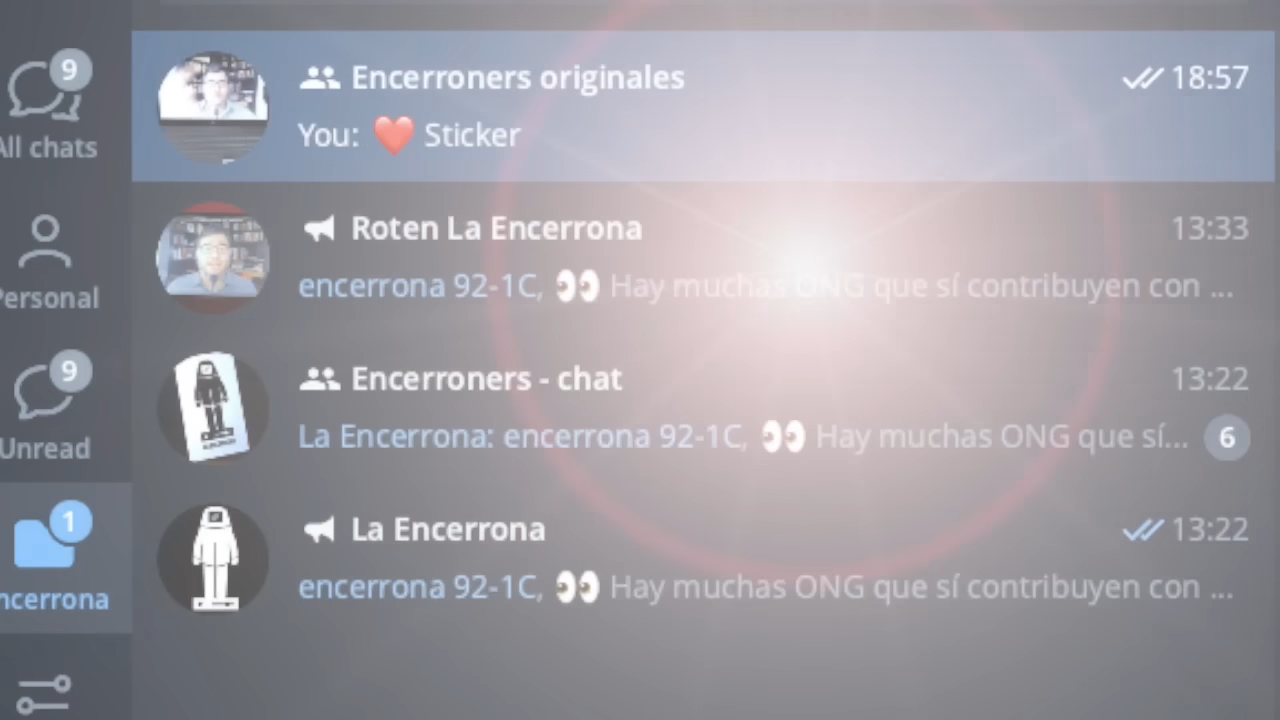 9
All chats
Personal
9
Unread
1
ncerrona
Encerroners originales 18:57
You: ❤️ Sticker
Roten La Encerrona 13:33
encerrona 92-1C, 👀 Hay muchas ONG que sí contribuyen con ...
Encerroners - chat 13:22
La Encerrona: encerrona 92-1C, 👀 Hay muchas ONG que sí... 6
La Encerrona 13:22
encerrona 92-1C, 👀 Hay muchas ONG que sí contribuyen con ...